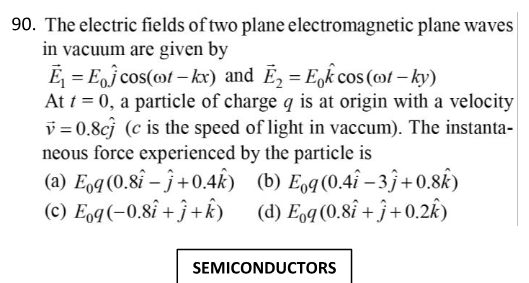 90. The electric fields of two plane electromagnetic plane waves
in vacuum are given by
$\vec{E}_1 = E_0\hat{j}\cos(\omega t - kx)$ and $\vec{E}_2 = E_0\hat{k}\cos(\omega t - ky)$
At t = 0, a particle of charge q is at origin with a velocity
$\vec{v} = 0.8c\hat{j}$ (c is the speed of light in vaccum). The instanta-
neous force experienced by the particle is
(a) $E_0q(0.8\hat{i} - \hat{j} + 0.4\hat{k})$ (b) $E_0q(0.4\hat{i} - 3\hat{j} + 0.8\hat{k})$
(c) $E_0q(-0.8\hat{i} + \hat{j} + \hat{k})$ (d) $E_0q(0.8\hat{i} + \hat{j} + 0.2\hat{k})$
SEMICONDUCTORS